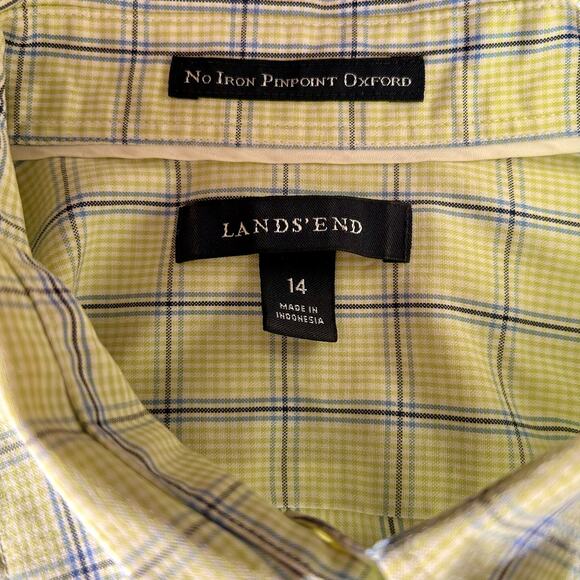 No Iron Pinpoint Oxford
LANDS' END
14
MADE IN
INDONESIA